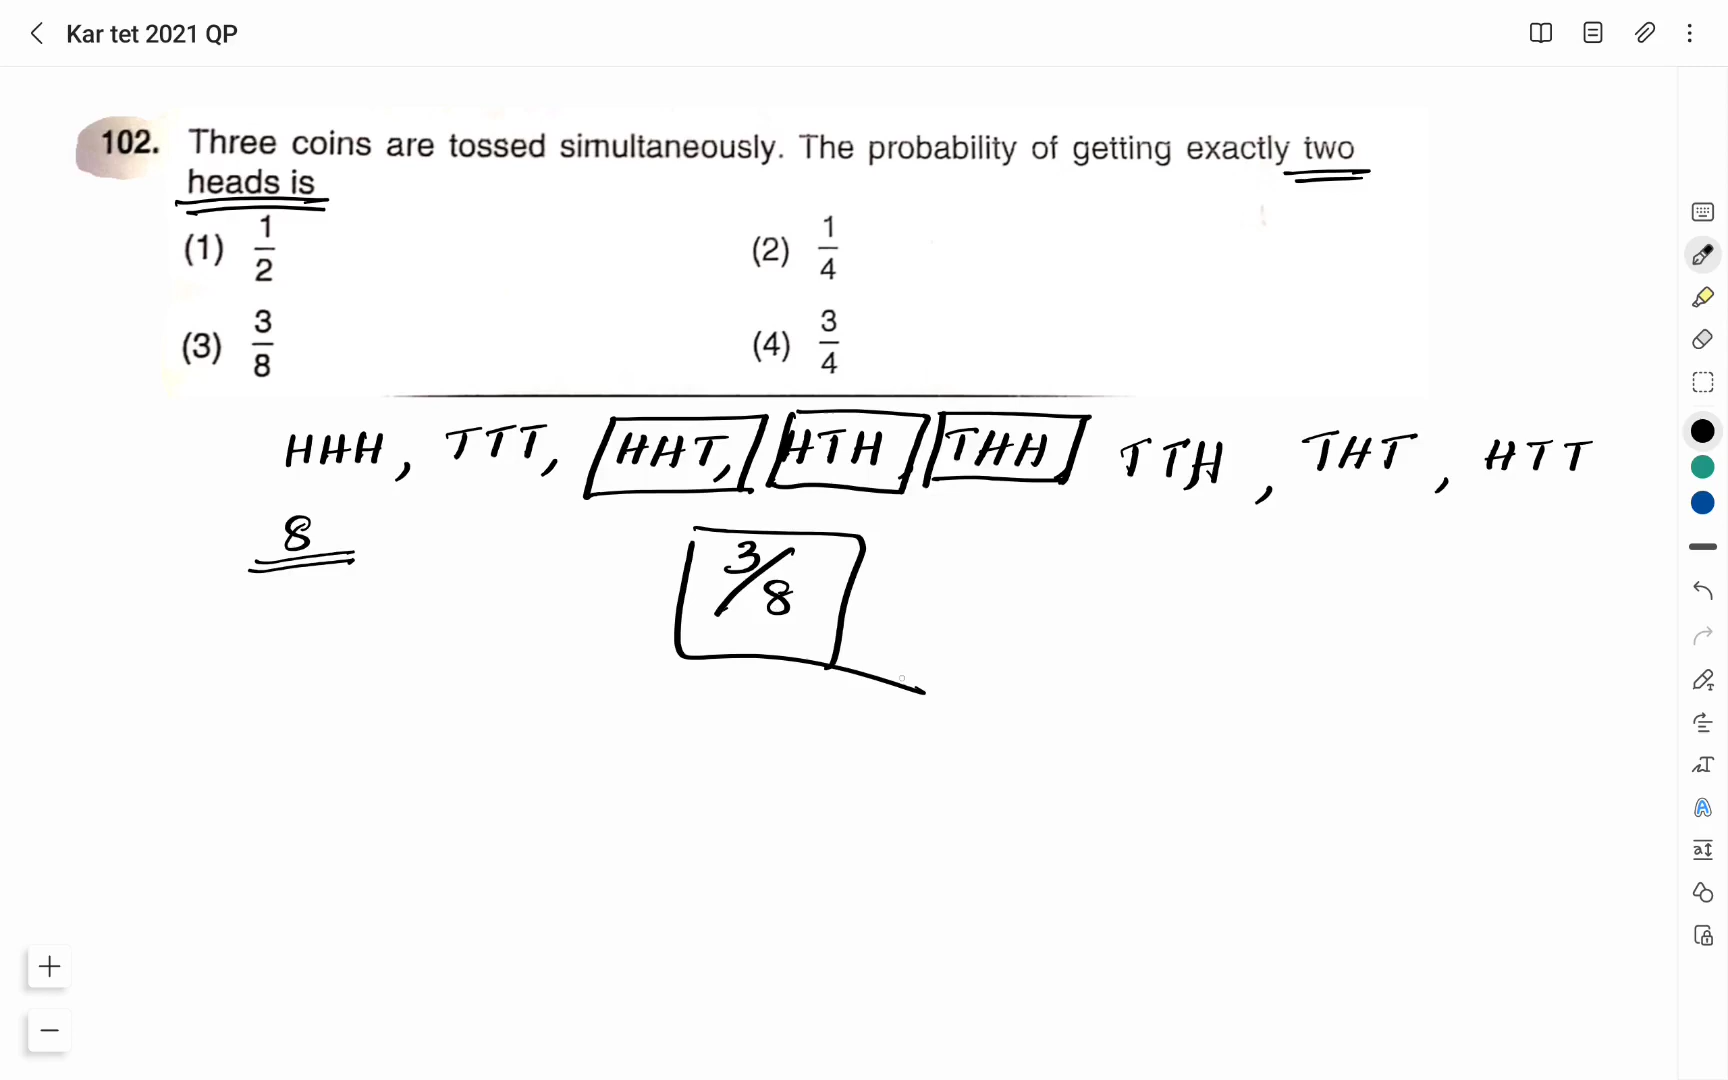 Kar tet 2021 QP
102. Three coins are tossed simultaneously. The probability of getting exactly two
heads is
(1) 1/2 (2) 1/4
(3) 3/8 (4) 3/4
HHH, TTT, HHT, HTH, THH, TTH, THT, HTT
8
3/8